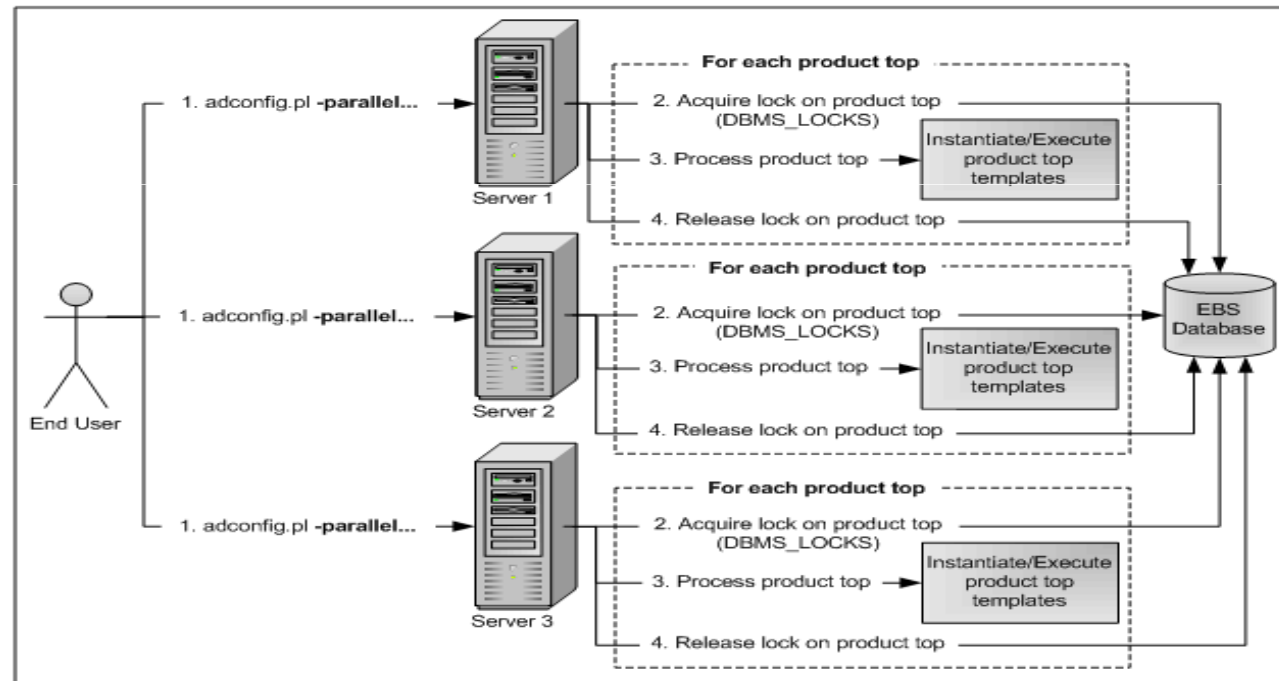 For each product top
1. adconfig.pl -parallel...
2. Acquire lock on product top
(DBMS_LOCKS)
3. Process product top
Instantiate/Execute
product top
templates
4. Release lock on product top
Server 1
For each product top
1. adconfig.pl -parallel...
2. Acquire lock on product top
(DBMS_LOCKS)
3. Process product top
Instantiate/Execute
product top
templates
4. Release lock on product top
Server 2
End User
EBS
Database
For each product top
1. adconfig.pl -parallel...
2. Acquire lock on product top
(DBMS_LOCKS)
3. Process product top
Instantiate/Execute
product top
templates
4. Release lock on product top
Server 3